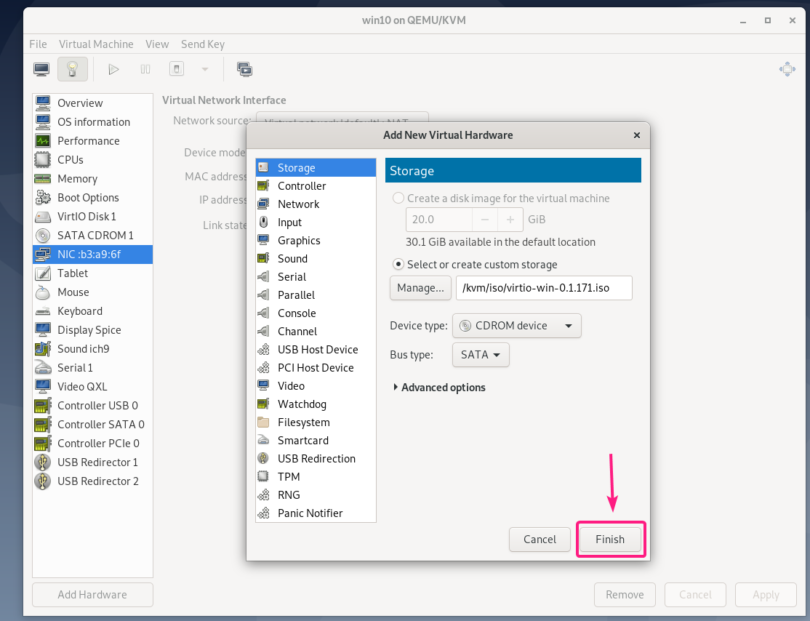 win10 on QEMU/KVM
File Virtual Machine View Send Key
Overview
OS information
Performance
CPUs
Memory
Boot Options
VirtIO Disk 1
SATA CDROM 1
NIC :b3:a9:6f
Tablet
Mouse
Keyboard
Display Spice
Sound ich9
Serial 1
Video QXL
Controller USB 0
Controller SATA 0
Controller PCIe 0
USB Redirector 1
USB Redirector 2
Add Hardware
Virtual Network Interface
Network source:
Virtual network 'default': NAT
Device mode
MAC address
IP address
Link state
Add New Virtual Hardware
Storage
Controller
Network
Input
Graphics
Sound
Serial
Parallel
Console
Channel
USB Host Device
PCI Host Device
Video
Watchdog
Filesystem
Smartcard
USB Redirection
TPM
RNG
Panic Notifier
Storage
Create a disk image for the virtual machine
20.0 − + GiB
30.1 GiB available in the default location
Select or create custom storage
Manage... /kvm/iso/virtio-win-0.1.171.iso
Device type: CDROM device
Bus type: SATA
Advanced options
Cancel Finish
Remove Cancel Apply